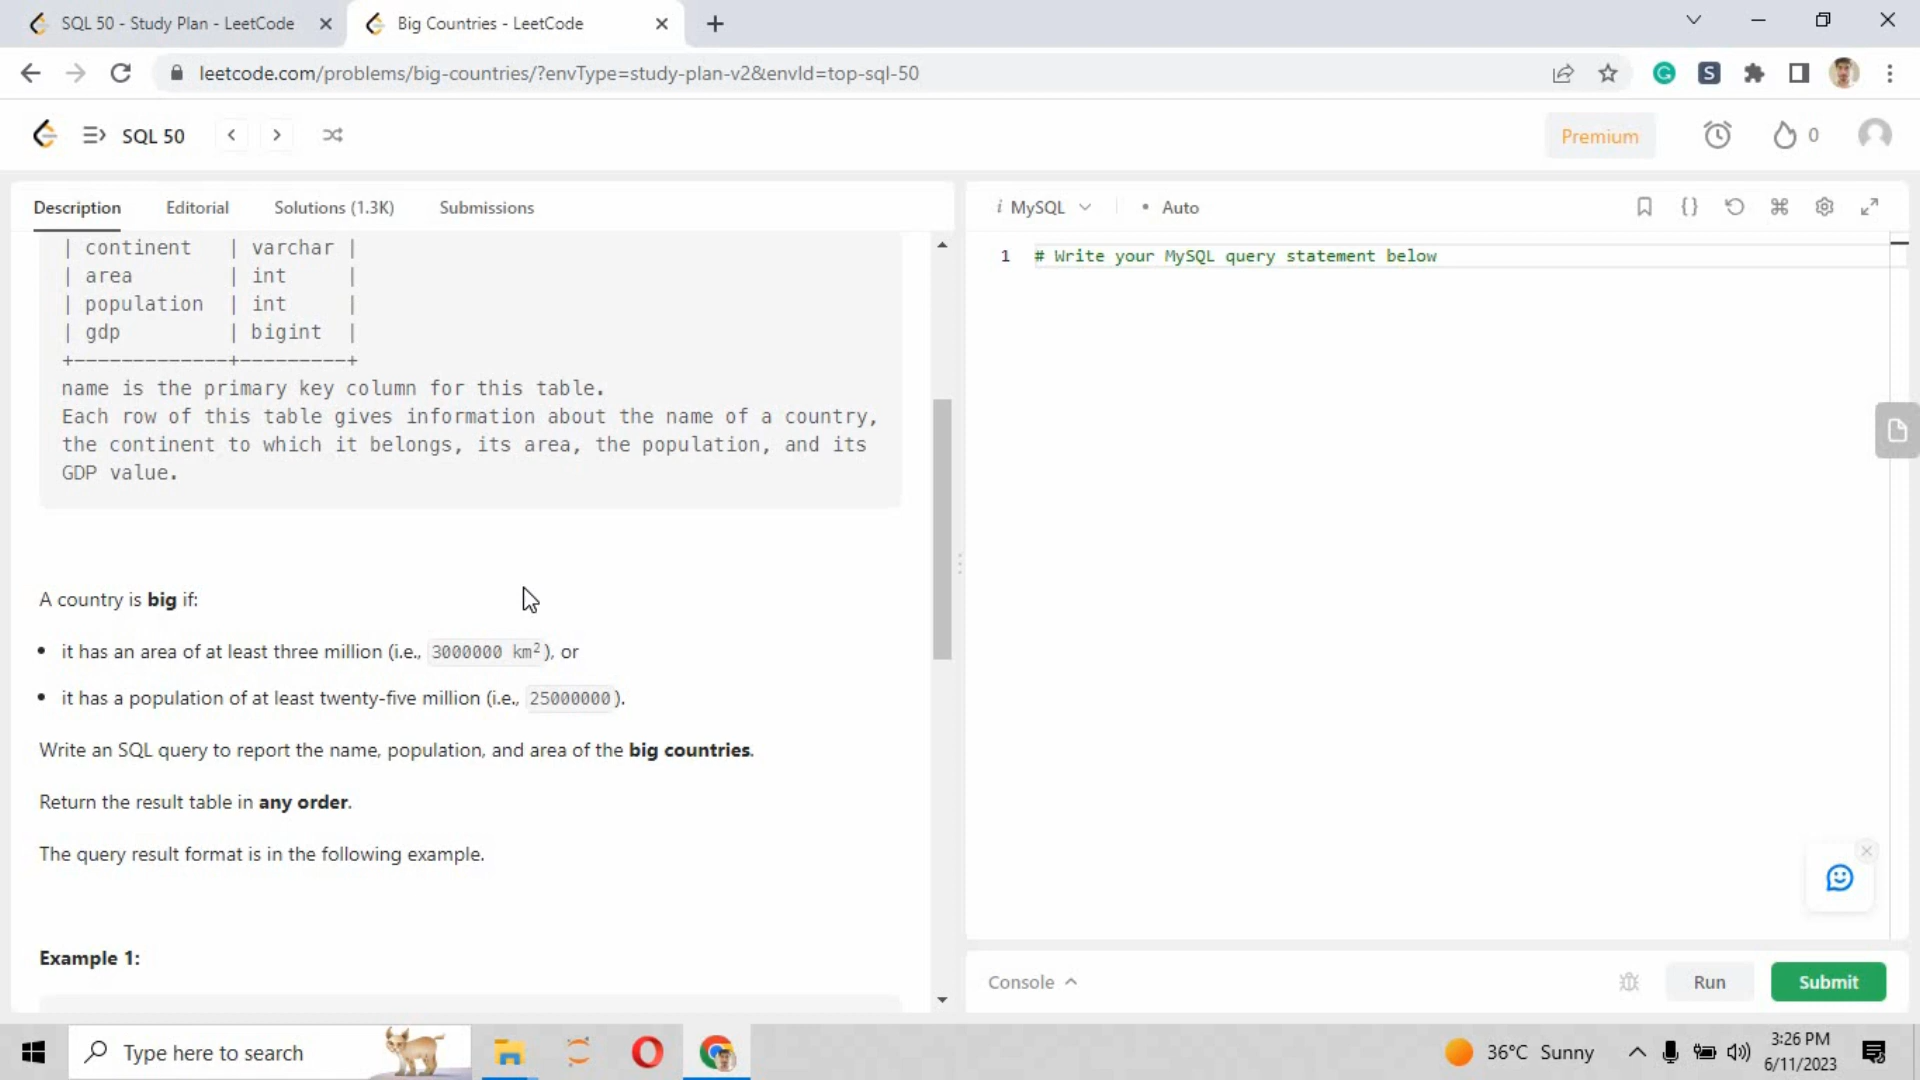 SQL 50 - Study Plan - LeetCode
Big Countries - LeetCode
leetcode.com/problems/big-countries/?envType=study-plan-v2&envId=top-sql-50
SQL 50
Premium
0
Description
Editorial
Solutions (1.3K)
Submissions
i MySQL
• Auto
| continent | varchar |
| area | int |
| population | int |
| gdp | bigint |
+-------------+---------+
name is the primary key column for this table.
Each row of this table gives information about the name of a country,
the continent to which it belongs, its area, the population, and its
GDP value.
A country is big if:
• it has an area of at least three million (i.e., 3000000 km²), or
• it has a population of at least twenty-five million (i.e., 25000000).
Write an SQL query to report the name, population, and area of the big countries.
Return the result table in any order.
The query result format is in the following example.
Example 1:
1 # Write your MySQL query statement below
Console
Run
Submit
Type here to search
36°C Sunny
3:26 PM
6/11/2023